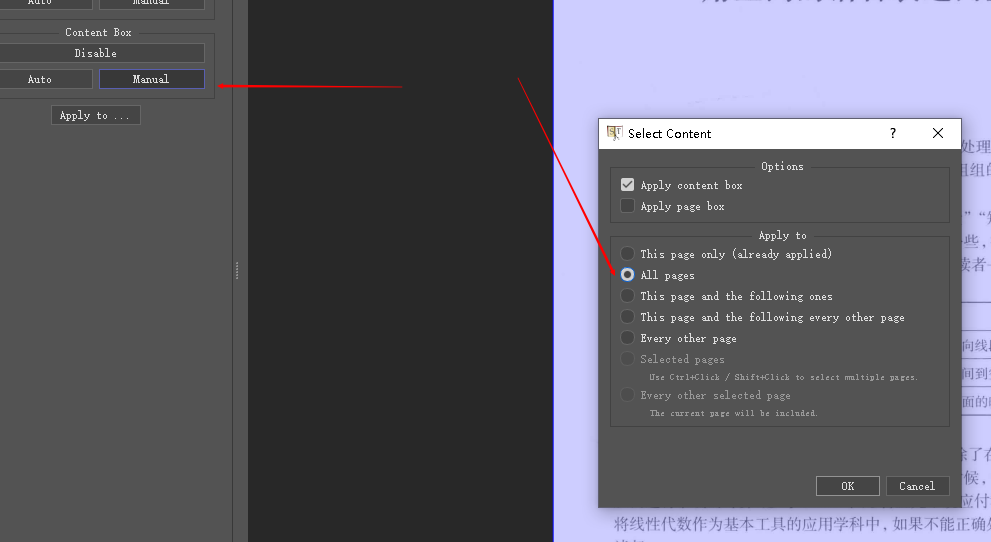 Auto
Manual
Content Box
Disable
Auto
Manual
Apply to ...
Select Content
?
Options
Apply content box
Apply page box
Apply to
This page only (already applied)
All pages
This page and the following ones
This page and the following every other page
Every other page
Selected pages
Use Ctrl+Click / Shift+Click to select multiple pages.
Every other selected page
The current page will be included.
OK
Cancel
处理
组的
些，
读者
向线
间到
面的
除了在
候，
应付
将线性代数作为基本工具的应用学科中，如果不能正确处